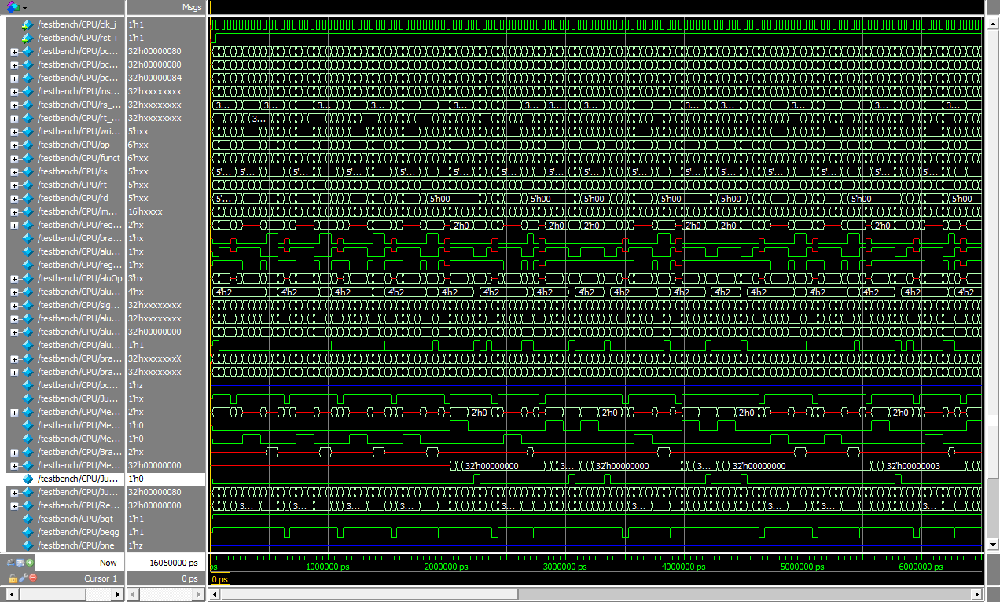 Msgs
/testbench/CPU/clk_i 1'h1
/testbench/CPU/rst_i 1'h1
/testbench/CPU/pc... 32'h00000080
/testbench/CPU/pc... 32'h00000080
/testbench/CPU/pc... 32'h00000084
/testbench/CPU/ins... 32'hxxxxxxxx
/testbench/CPU/rs_... 32'hxxxxxxxx 3... 3... 3... 3... 3... 3... 3... 3... 3... 3... 3... 3... 3...
/testbench/CPU/rt_... 32'hxxxxxxxx 3...
/testbench/CPU/wri... 5'hxx
/testbench/CPU/op 6'hxx
/testbench/CPU/funct 6'hxx
/testbench/CPU/rs 5'hxx 5'... 5'... 5'... 5'... 5'... 5'... 5'... 5'... 5'... 5'... 5'... 5'... 5'... 5'... 5'... 5'...
/testbench/CPU/rt 5'hxx
/testbench/CPU/rd 5'hxx 5'... 5'h00 5'h00 5'h00 5'h00 5'h00 5'h00 5'h00
/testbench/CPU/im... 16'hxxxx
/testbench/CPU/reg... 2'hx 2'h0 2'h0 2'h0 2'h0 2'h0 2'h0
/testbench/CPU/bra... 1'hx
/testbench/CPU/alu... 1'hx
/testbench/CPU/reg... 1'hx
/testbench/CPU/aluOp 3'hx
/testbench/CPU/alu... 4'hx 4'h2 4'h2 4'h2 4'h2 4'h2 4'h2 4'h2 4'h2 4'h2 4'h2 4'h2 4'h2 4'h2 4'h2 4'h2 4'h2
/testbench/CPU/sig... 32'hxxxxxxxx
/testbench/CPU/alu... 32'hxxxxxxxx
/testbench/CPU/alu... 32'h00000000
/testbench/CPU/alu... 1'h1
/testbench/CPU/bra... 32'hxxxxxxxX
/testbench/CPU/bra... 32'hxxxxxxxx
/testbench/CPU/pc... 1'hz
/testbench/CPU/Ju... 1'hx
/testbench/CPU/Me... 2'hx 2'h0 2'h0 2'h0 2'h0
/testbench/CPU/Me... 1'h0
/testbench/CPU/Me... 1'h0
/testbench/CPU/Bra... 2'hx
/testbench/CPU/Me... 32'h00000000 32'h00000000 3... 32'h00000000 3... 32'h00000000 32'h00000003
/testbench/CPU/Ju... 1'h0
/testbench/CPU/Ju... 32'h00000080
/testbench/CPU/Re... 32'h00000000 3... 3... 3... 3... 3... 3... 3... 3... 3...
/testbench/CPU/bgt 1'h1
/testbench/CPU/beqg 1'h1
/testbench/CPU/bne 1'hz
Now 16050000 ps ps 1000000 ps 2000000 ps 3000000 ps 4000000 ps 5000000 ps 6000000 ps
Cursor 1 0 ps 0 ps